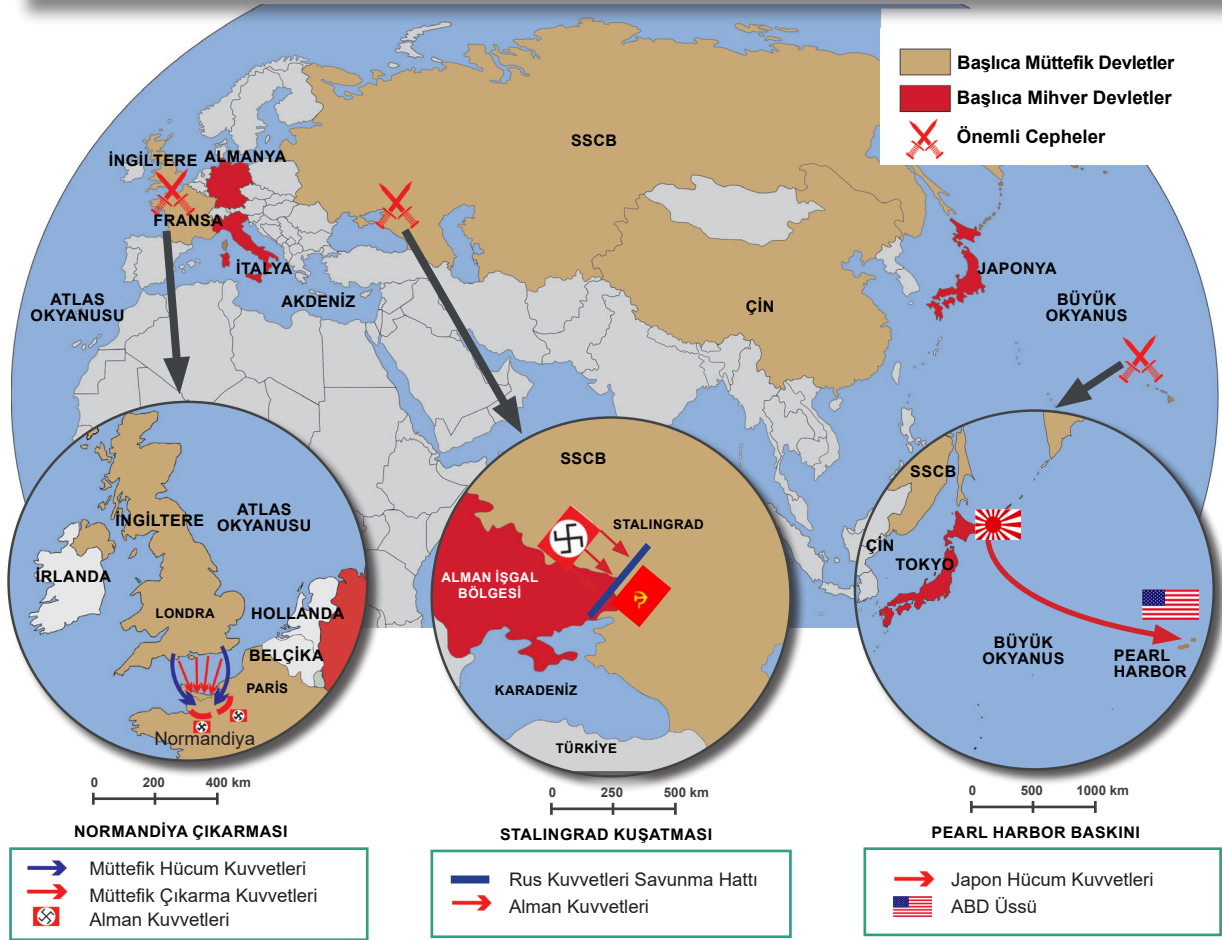 Başlıca Müttefik Devletler
Başlıca Mihver Devletler
Önemli Cepheler
İNGİLTERE
ALMANYA
FRANSA
İTALYA
SSCB
ÇİN
JAPONYA
ATLAS
OKYANUSU
AKDENİZ
BÜYÜK
OKYANUS
İNGİLTERE
ATLAS
OKYANUSU
İRLANDA
LONDRA
HOLLANDA
BELÇİKA
PARİS
Normandiya
SSCB
STALINGRAD
ALMAN İŞGAL
BÖLGESİ
KARADENİZ
TÜRKİYE
SSCB
ÇİN
TOKYO
BÜYÜK
OKYANUS
PEARL
HARBOR
0 200 400 km
NORMANDİYA ÇIKARMASI
Müttefik Hücum Kuvvetleri
Müttefik Çıkarma Kuvvetleri
Alman Kuvvetleri
0 250 500 km
STALINGRAD KUŞATMASI
Rus Kuvvetleri Savunma Hattı
Alman Kuvvetleri
0 500 1000 km
PEARL HARBOR BASKINI
Japon Hücum Kuvvetleri
ABD Üssü